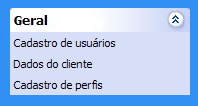 Geral
Cadastro de usuários
Dados do cliente
Cadastro de perfis